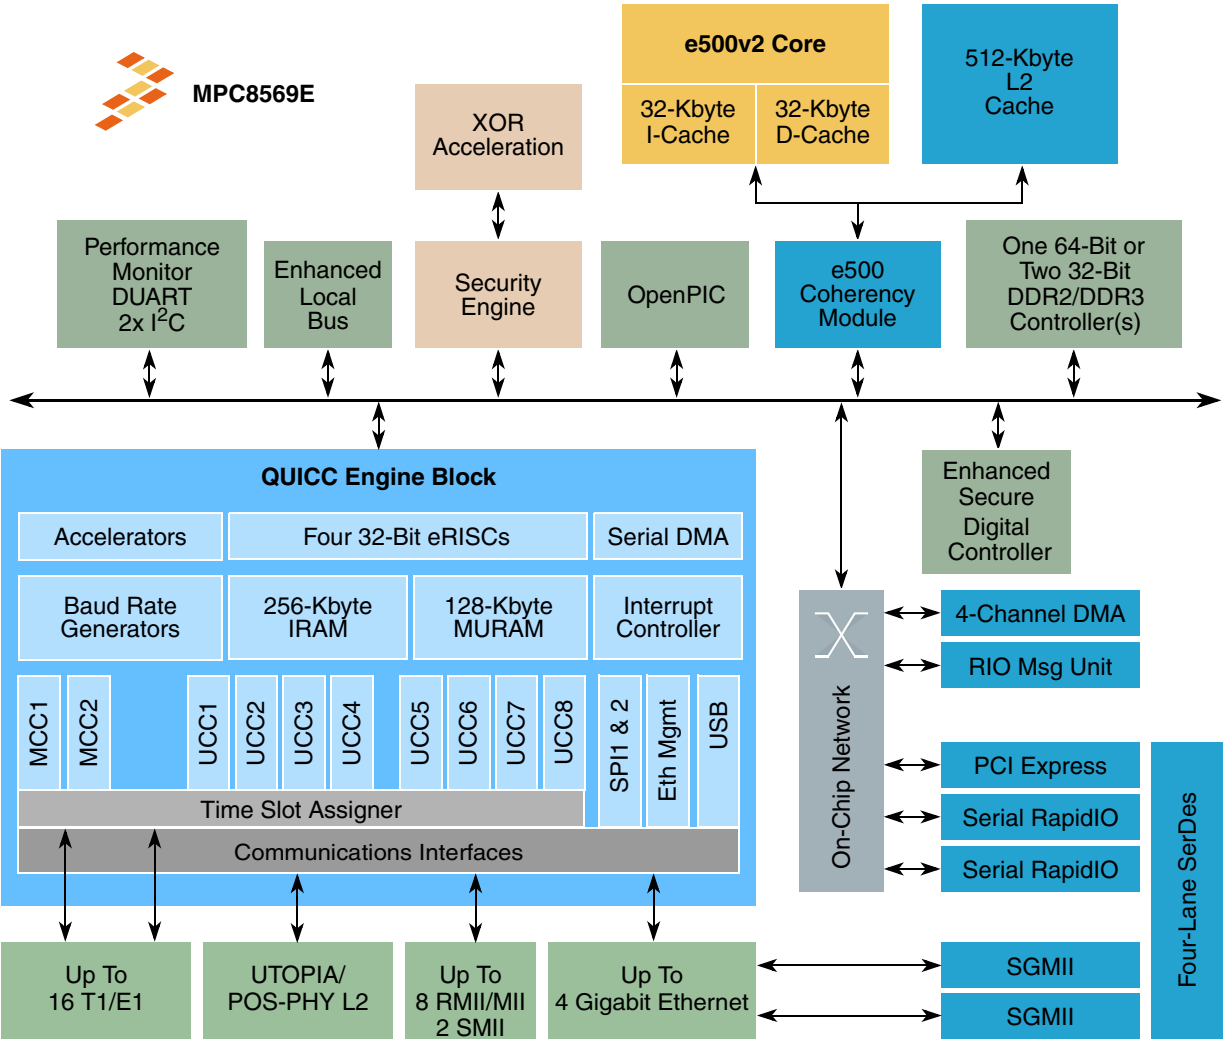 MPC8569E
XOR
Acceleration
e500v2 Core
32-Kbyte
I-Cache
32-Kbyte
D-Cache
512-Kbyte
L2
Cache
Performance
Monitor
DUART
2x I²C
Enhanced
Local
Bus
Security
Engine
OpenPIC
e500
Coherency
Module
One 64-Bit or
Two 32-Bit
DDR2/DDR3
Controller(s)
QUICC Engine Block
Accelerators
Four 32-Bit eRISCs
Serial DMA
Baud Rate
Generators
256-Kbyte
IRAM
128-Kbyte
MURAM
Interrupt
Controller
MCC1
MCC2
UCC1
UCC2
UCC3
UCC4
UCC5
UCC6
UCC7
UCC8
SPI1 & 2
Eth Mgmt
USB
Time Slot Assigner
Communications Interfaces
Enhanced
Secure
Digital
Controller
On-Chip Network
4-Channel DMA
RIO Msg Unit
PCI Express
Serial RapidIO
Serial RapidIO
Four-Lane SerDes
Up To
16 T1/E1
UTOPIA/
POS-PHY L2
Up To
8 RMII/MII
2 SMII
Up To
4 Gigabit Ethernet
SGMII
SGMII